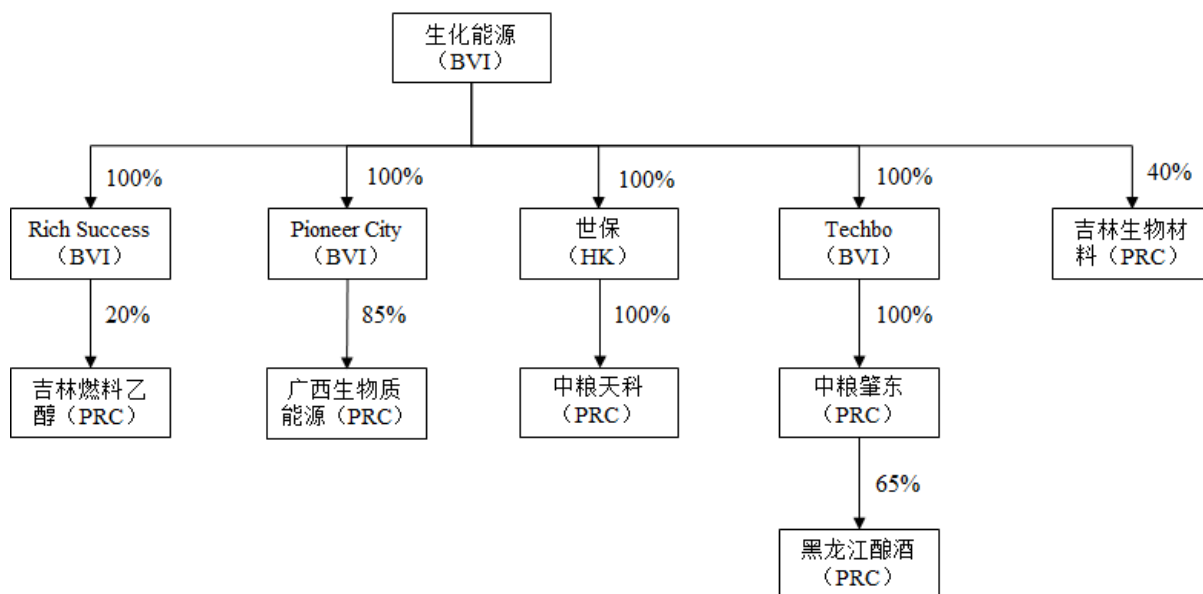 生化能源
（BVI）
100%
100%
100%
100%
40%
Rich Success
（BVI）
Pioneer City
（BVI）
世保
（HK）
Techbo
（BVI）
吉林生物材
料（PRC）
20%
85%
100%
100%
吉林燃料乙
醇（PRC）
广西生物质
能源（PRC）
中粮天科
（PRC）
中粮肇东
（PRC）
65%
黑龙江酿酒
（PRC）